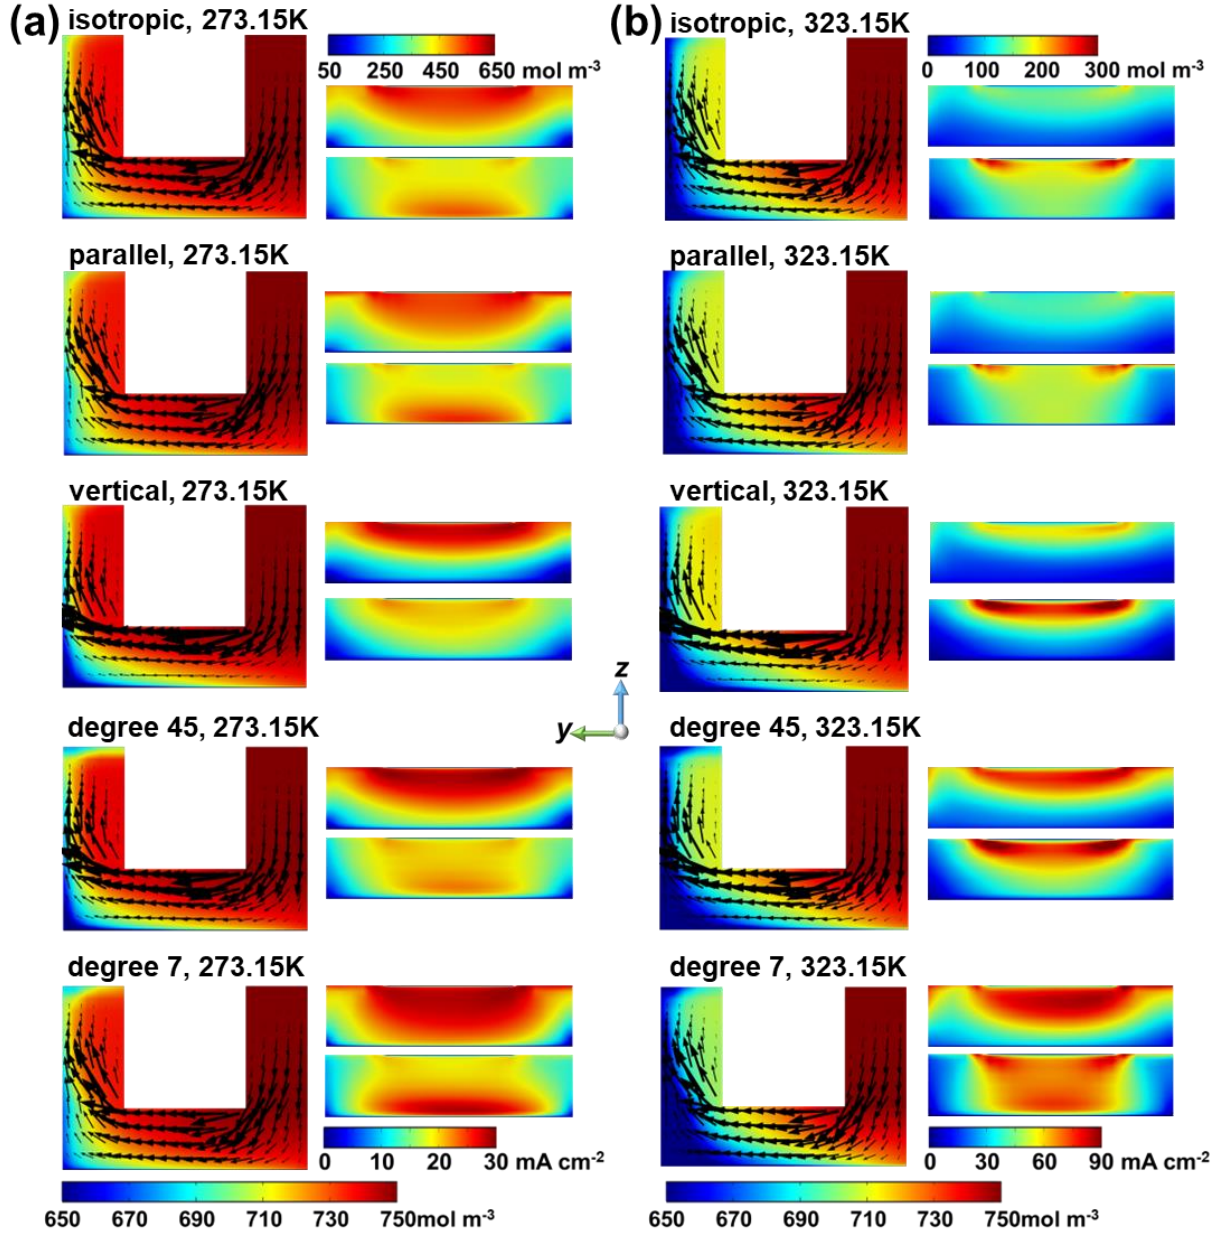 (a) isotropic, 273.15K
50 250 450 650 mol m⁻³
(b) isotropic, 323.15K
0 100 200 300 mol m⁻³
parallel, 273.15K
parallel, 323.15K
vertical, 273.15K
vertical, 323.15K
z
y
degree 45, 273.15K
degree 45, 323.15K
degree 7, 273.15K
degree 7, 323.15K
0 10 20 30 mA cm⁻²
0 30 60 90 mA cm⁻²
650 670 690 710 730 750mol m⁻³
650 670 690 710 730 750mol m⁻³